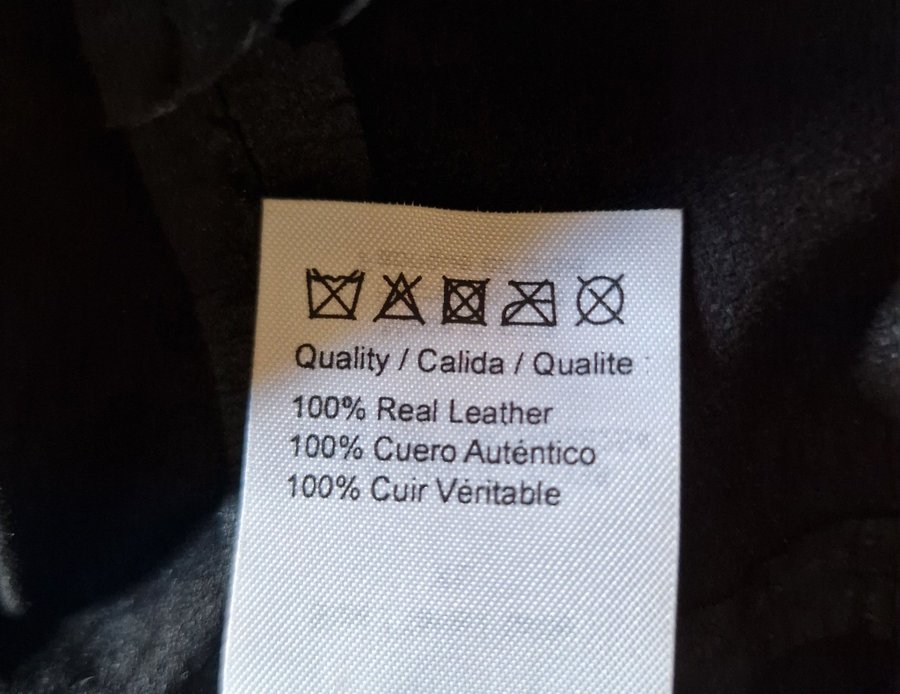 Quality / Calida / Qualite :
100% Real Leather
100% Cuero Auténtico
100% Cuir Véritable